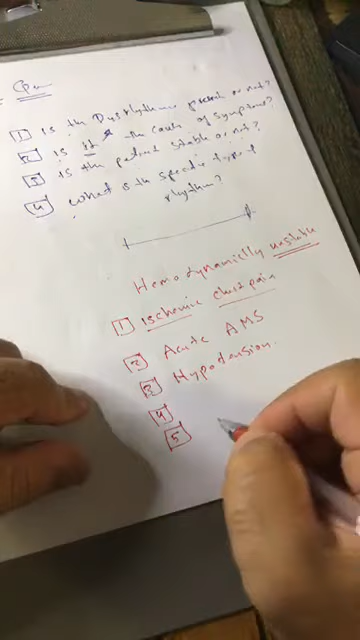 1 Is the Dysrhythmia present or not?
2 is it the cause of symptoms?
3 Is the patient stable or not?
4 What is the specific type of
rhythm?
Hemodynamically unstable
1 Ischemic chest pain
2 Acute AMS
3 Hypotension.
4
5